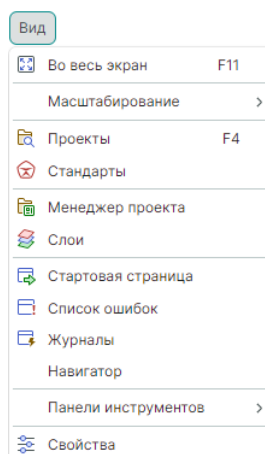 Вид
Во весь экран F11
Масштабирование
Проекты F4
Стандарты
Менеджер проекта
Слои
Стартовая страница
Список ошибок
Журналы
Навигатор
Панели инструментов
Свойства